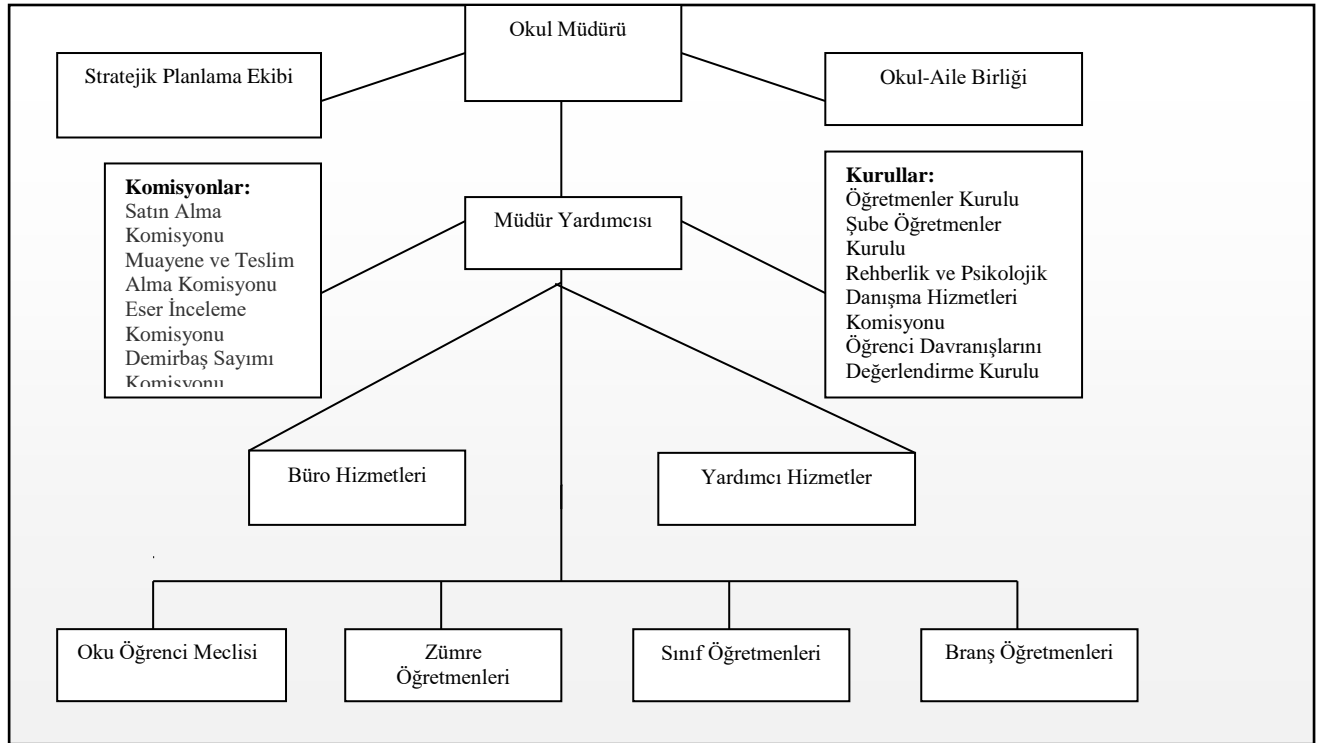 Okul Müdürü
Stratejik Planlama Ekibi
Okul-Aile Birliği
Komisyonlar:
Satın Alma
Komisyonu
Muayene ve Teslim
Alma Komisyonu
Eser İnceleme
Komisyonu
Demirbaş Sayımı
Komisyonu
Müdür Yardımcısı
Kurullar:
Öğretmenler Kurulu
Şube Öğretmenler
Kurulu
Rehberlik ve Psikolojik
Danışma Hizmetleri
Komisyonu
Öğrenci Davranışlarını
Değerlendirme Kurulu
Büro Hizmetleri
Yardımcı Hizmetler
Oku Öğrenci Meclisi
Zümre
Öğretmenleri
Sınıf Öğretmenleri
Branş Öğretmenleri